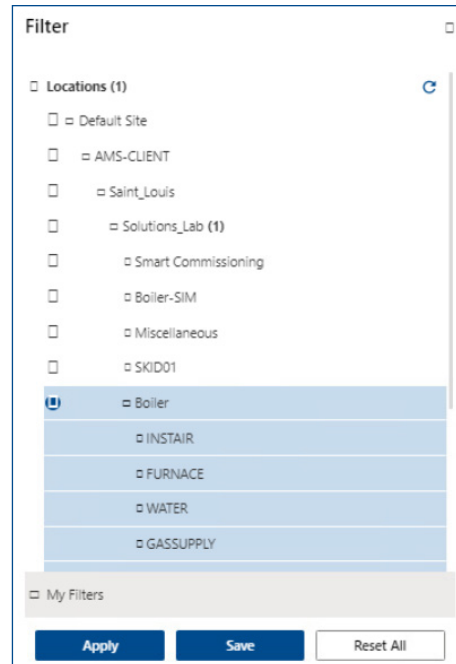 Filter
Locations (1)
Default Site
AMS-CLIENT
Saint_Louis
Solutions_Lab (1)
Smart Commissioning
Boiler-SIM
Miscellaneous
SKID01
Boiler
INSTAIR
FURNACE
WATER
GASSUPPLY
My Filters
Apply Save Reset All